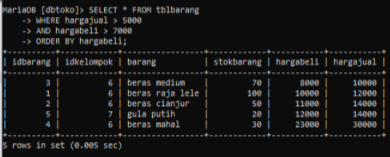 MariaDB [dbtoko]> SELECT * FROM tblbarang
    -> WHERE hargajual > 5000
    -> AND hargabeli > 7000
    -> ORDER BY hargabeli;
+----------+------------+-----------------+------------+-----------+-----------+
| idbarang | idkelompok | barang | stokbarang | hargabeli | hargajual |
+----------+------------+-----------------+------------+-----------+-----------+
| 3 | 6 | beras medium | 70 | 8000 | 10000 |
| 1 | 6 | beras raja lele | 100 | 10000 | 12000 |
| 2 | 6 | beras cianjur | 50 | 11000 | 14000 |
| 5 | 7 | gula putih | 20 | 12000 | 14000 |
| 4 | 6 | beras mahal | 30 | 23000 | 30000 |
+----------+------------+-----------------+------------+-----------+-----------+
5 rows in set (0.005 sec)